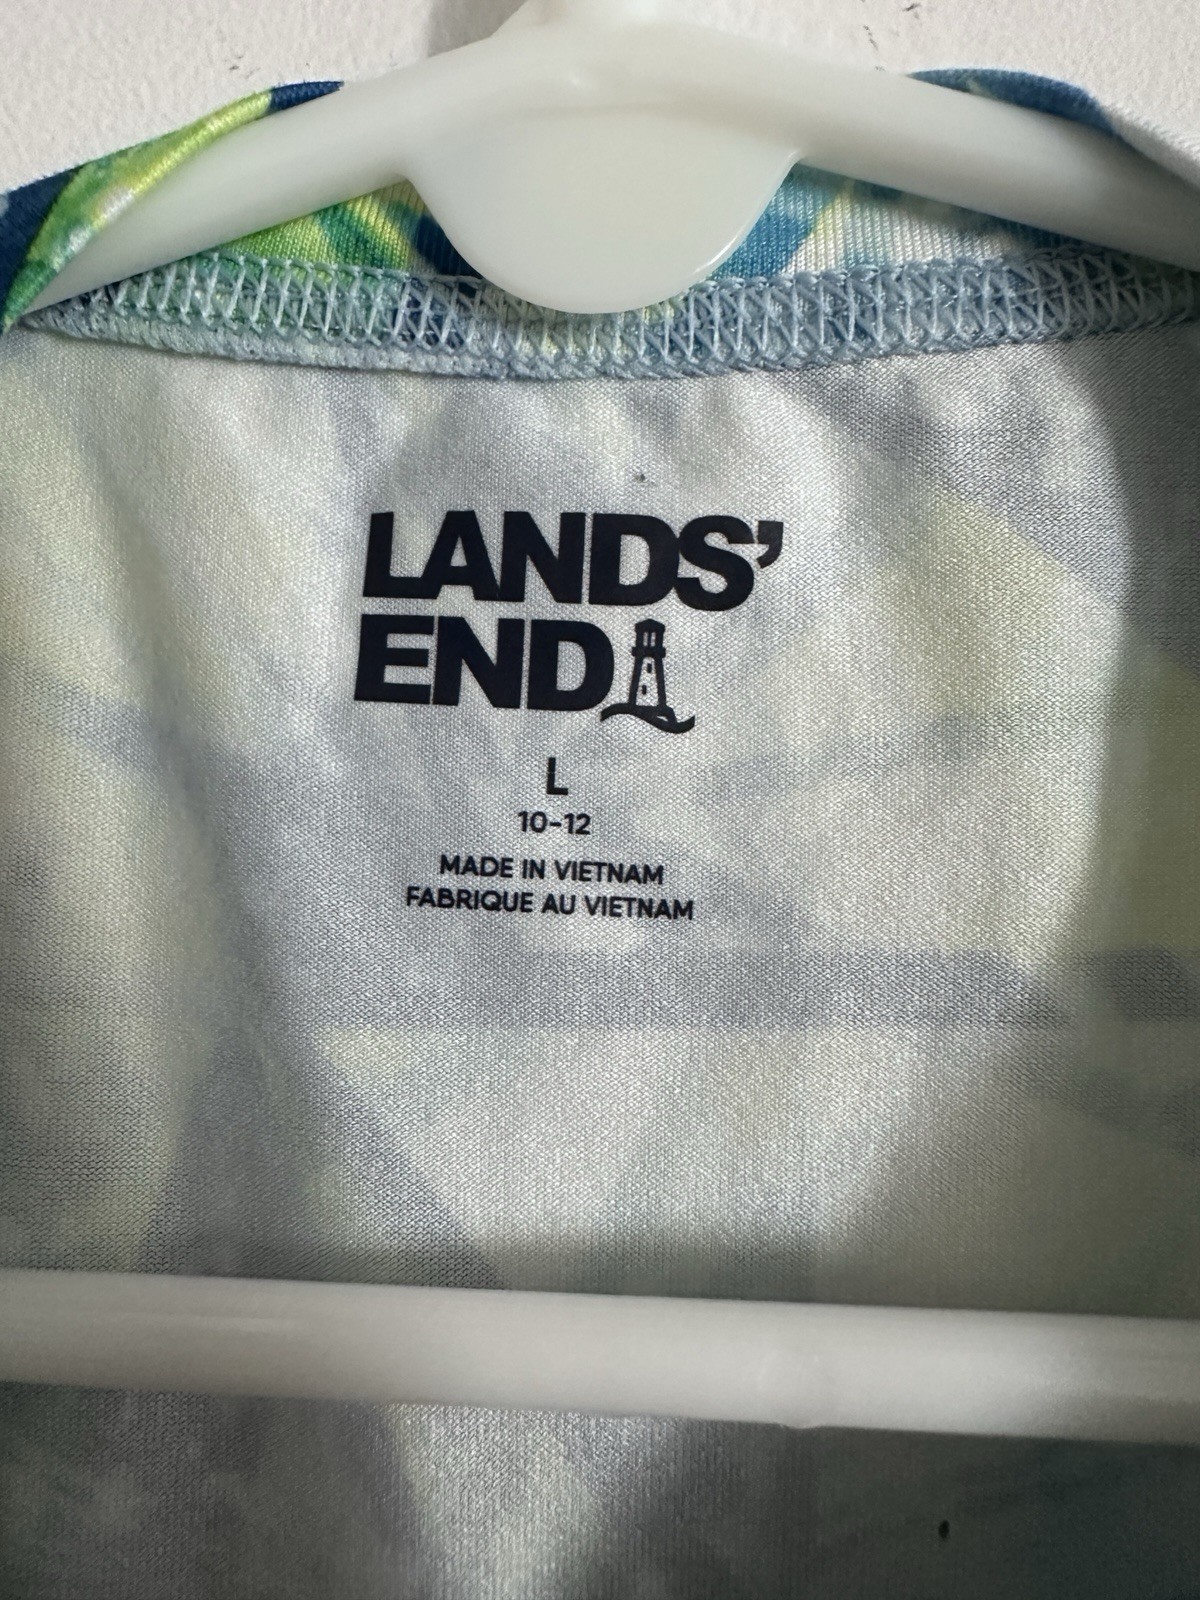 LANDS'
END
L
10-12
MADE IN VIETNAM
FABRIQUE AU VIETNAM